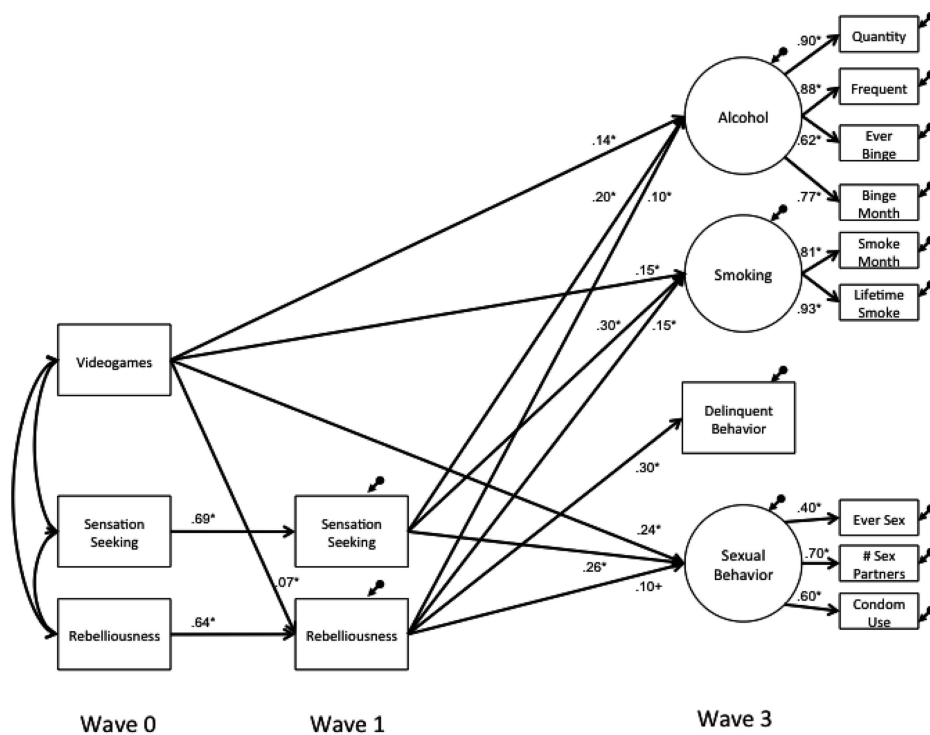 Quantity
.90*
Frequent
.88*
Alcohol
Ever
Binge
.62*
.14*
Binge
Month
.77*
.20*
.10*
Smoke
Month
.81*
Smoking
.15*
Lifetime
Smoke
.93*
.30*
.15*
Videogames
Delinquent
Behavior
.30*
Sensation
Seeking
.69*
Sensation
Seeking
.24*
Ever Sex
.40*
Sexual
Behavior
# Sex
Partners
.70*
.26*
.07*
.10+
Condom
Use
.60*
Rebelliousness
.64*
Rebelliousness
Wave 0
Wave 1
Wave 3